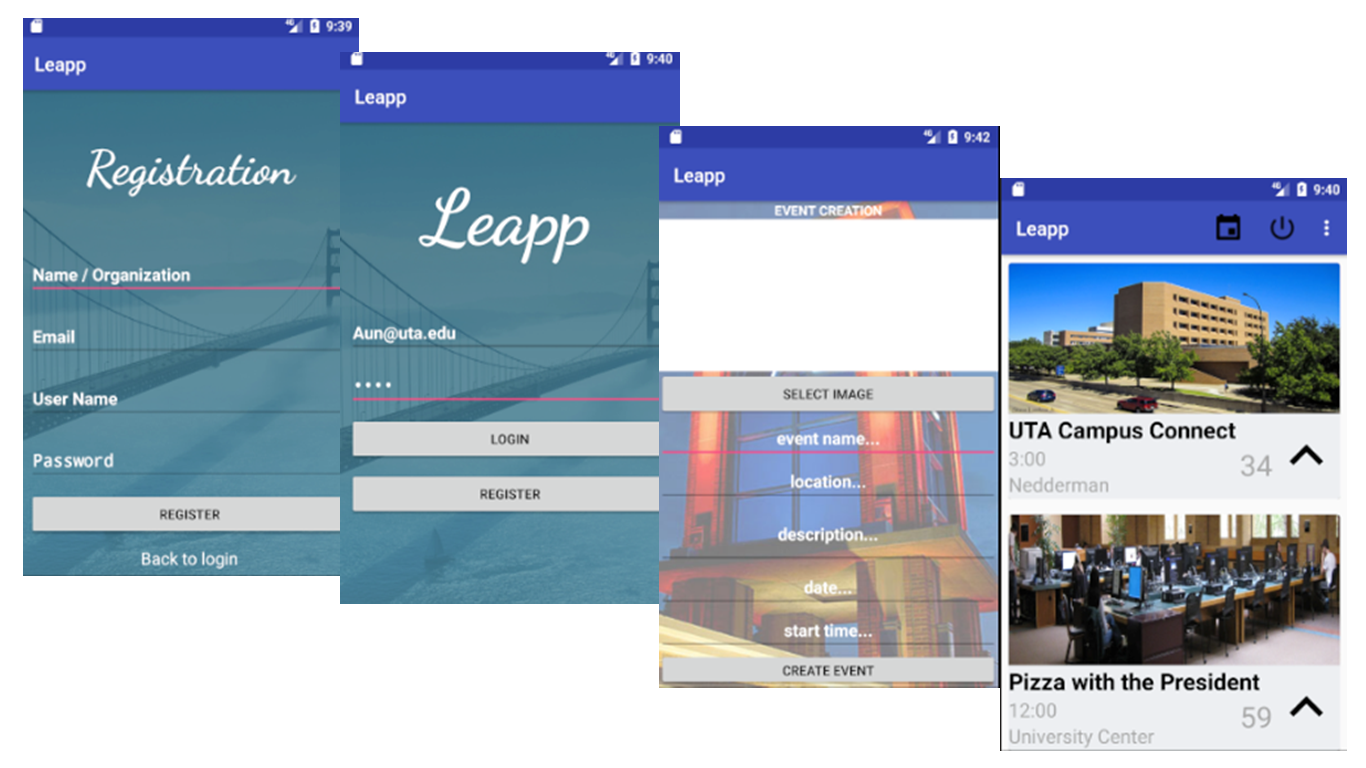 9:39
Leapp
Registration
Name / Organization
Email
User Name
Password
REGISTER
Back to login
9:40
Leapp
Leapp
Aun@uta.edu
••••
LOGIN
REGISTER
9:42
Leapp
EVENT CREATION
SELECT IMAGE
event name...
location...
description...
date...
start time...
CREATE EVENT
9:40
Leapp
UTA Campus Connect
3:00
34
Nedderman
Pizza with the President
12:00
59
University Center